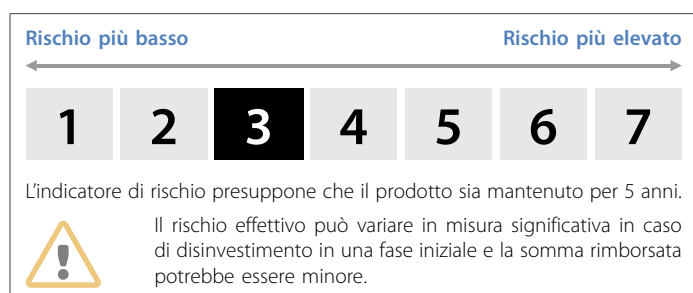 Rischio più basso Rischio più elevato
1 2 3 4 5 6 7
L'indicatore di rischio presuppone che il prodotto sia mantenuto per 5 anni.
Il rischio effettivo può variare in misura significativa in caso
di disinvestimento in una fase iniziale e la somma rimborsata
potrebbe essere minore.